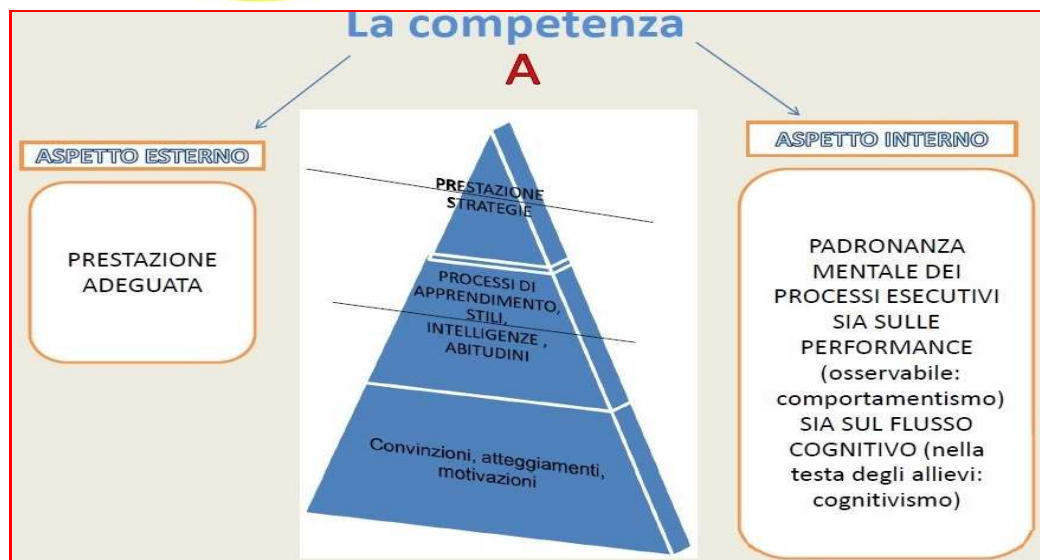 La competenza
A
ASPETTO ESTERNO
PRESTAZIONE
ADEGUATA
PRESTAZIONE
STRATEGIE
PROCESSI DI
APPRENDIMENTO,
STILI,
INTELLIGENZE ,
ABITUDINI
Convinzioni, atteggiamenti,
motivazioni
ASPETTO INTERNO
PADRONANZA
MENTALE DEI
PROCESSI ESECUTIVI
SIA SULLE
PERFORMANCE
(osservabile:
comportamentismo)
SIA SUL FLUSSO
COGNITIVO (nella
testa degli allievi:
cognitivismo)